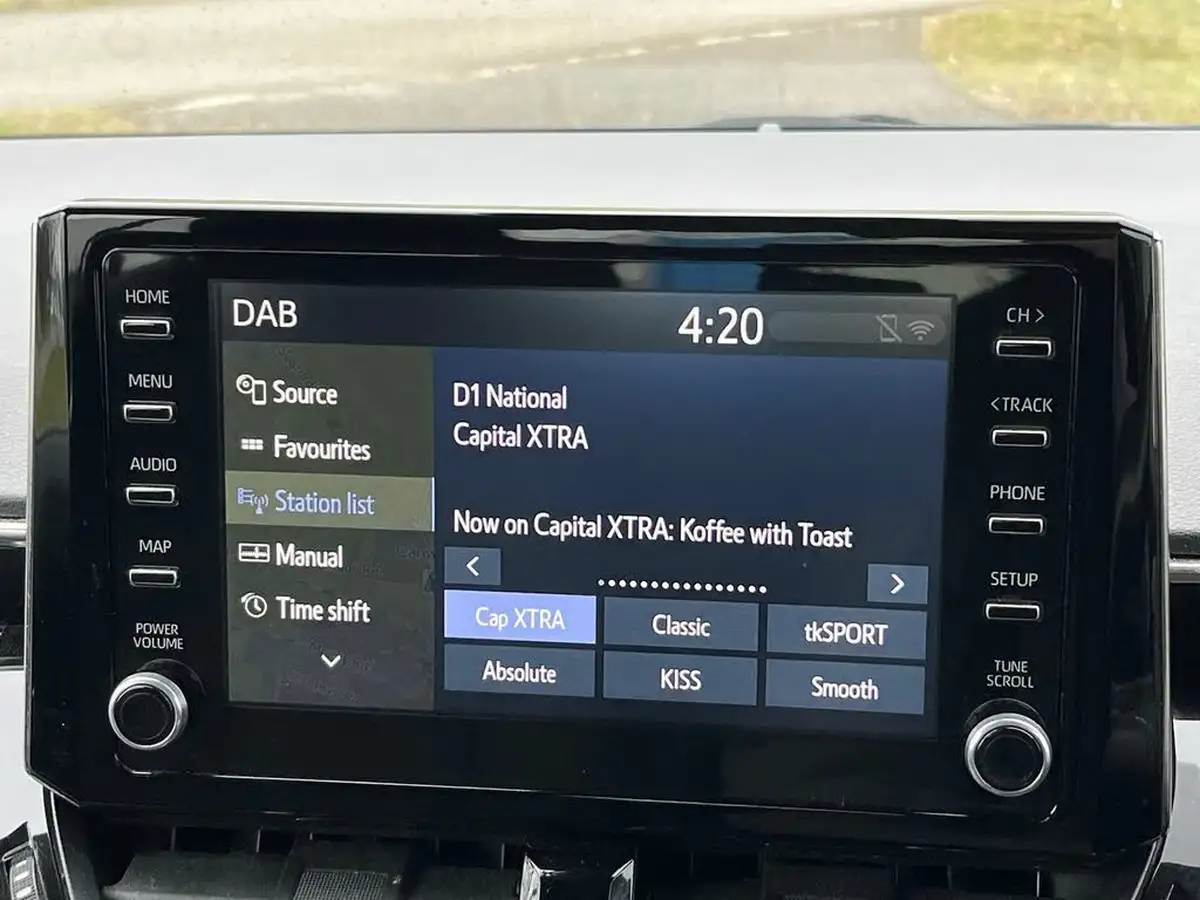 HOME
MENU
AUDIO
MAP
POWER
VOLUME
DAB
4:20
Source
Favourites
Station list
Manual
Time shift
D1 National
Capital XTRA
Now on Capital XTRA: Koffee with Toast
<
>
Cap XTRA
Classic
tkSPORT
Absolute
KISS
Smooth
CH >
<TRACK
PHONE
SETUP
TUNE
SCROLL